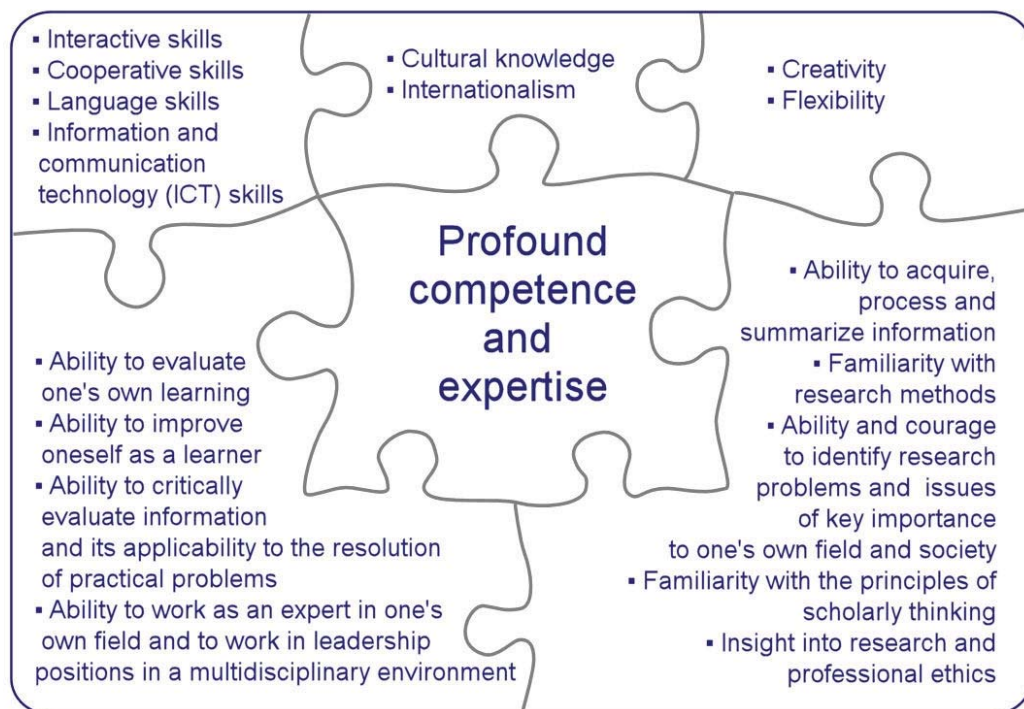 ▪ Interactive skills
▪ Cooperative skills
▪ Language skills
▪ Information and
communication
technology (ICT) skills
▪ Cultural knowledge
▪ Internationalism
▪ Creativity
▪ Flexibility
Profound
competence
and
expertise
▪ Ability to evaluate
one's own learning
▪ Ability to improve
oneself as a learner
▪ Ability to critically
evaluate information
and its applicability to the resolution
of practical problems
▪ Ability to work as an expert in one's
own field and to work in leadership
positions in a multidisciplinary environment
▪ Ability to acquire,
process and
summarize information
▪ Familiarity with
research methods
▪ Ability and courage
to identify research
problems and issues
of key importance
to one's own field and society
▪ Familiarity with the principles of
scholarly thinking
▪ Insight into research and
professional ethics